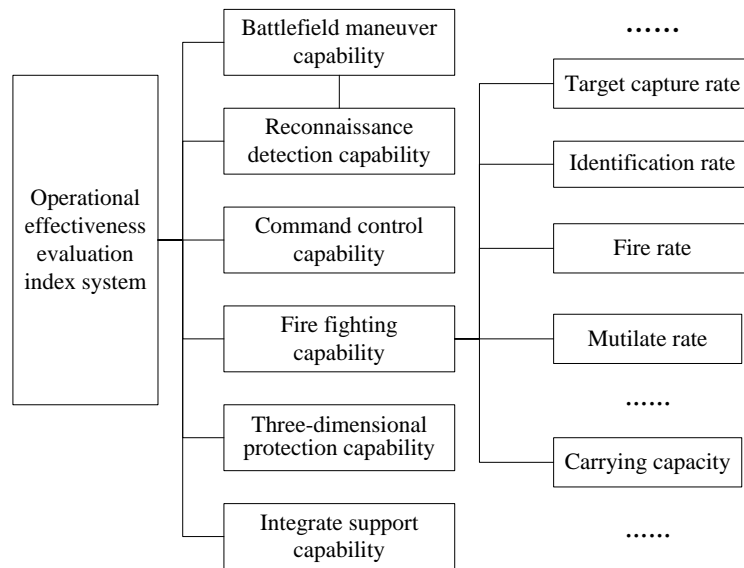 Operational
effectiveness
evaluation
index system
Battlefield maneuver
capability
Reconnaissance
detection capability
Command control
capability
Fire fighting
capability
Three-dimensional
protection capability
Integrate support
capability
......
Target capture rate
Identification rate
Fire rate
Mutilate rate
......
Carrying capacity
......